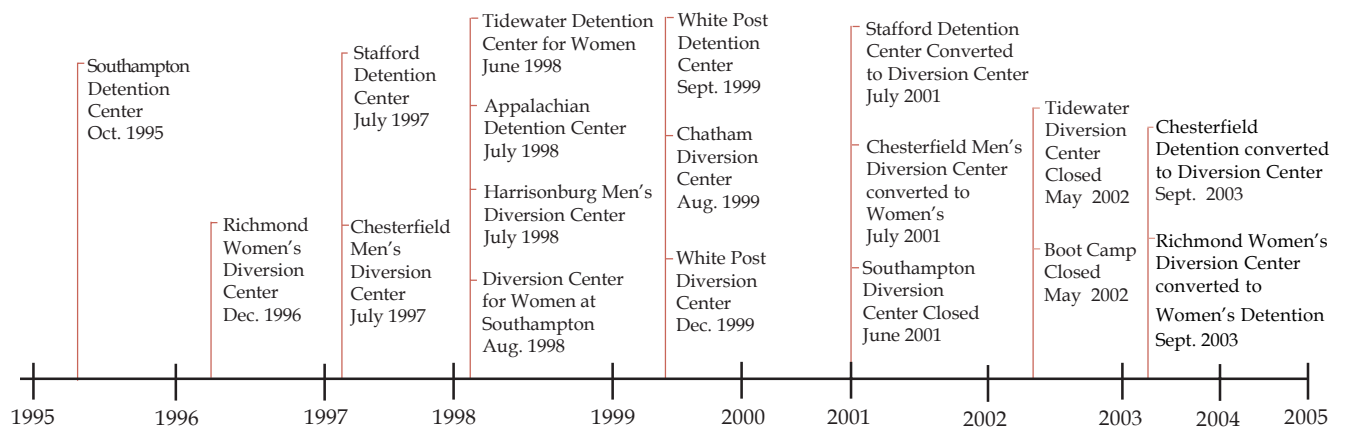 Southampton
Detention
Center
Oct. 1995
Richmond
Women's
Diversion
Center
Dec. 1996
Stafford
Detention
Center
July 1997
Chesterfield
Men's
Diversion
Center
July 1997
Tidewater Detention
Center for Women
June 1998
Appalachian
Detention Center
July 1998
Harrisonburg Men's
Diversion Center
July 1998
Diversion Center
for Women at
Southampton
Aug. 1998
White Post
Detention
Center
Sept. 1999
Chatham
Diversion
Center
Aug. 1999
White Post
Diversion
Center
Dec. 1999
Stafford Detention
Center Converted
to Diversion Center
July 2001
Chesterfield Men's
Diversion Center
converted to
Women's
July 2001
Southampton
Diversion
Center Closed
June 2001
Tidewater
Diversion
Center
Closed
May 2002
Boot Camp
Closed
May 2002
Chesterfield
Detention converted
to Diversion Center
Sept. 2003
Richmond Women's
Diversion Center
converted to
Women's Detention
Sept. 2003
1995
1996
1997
1998
1999
2000
2001
2002
2003
2004
2005